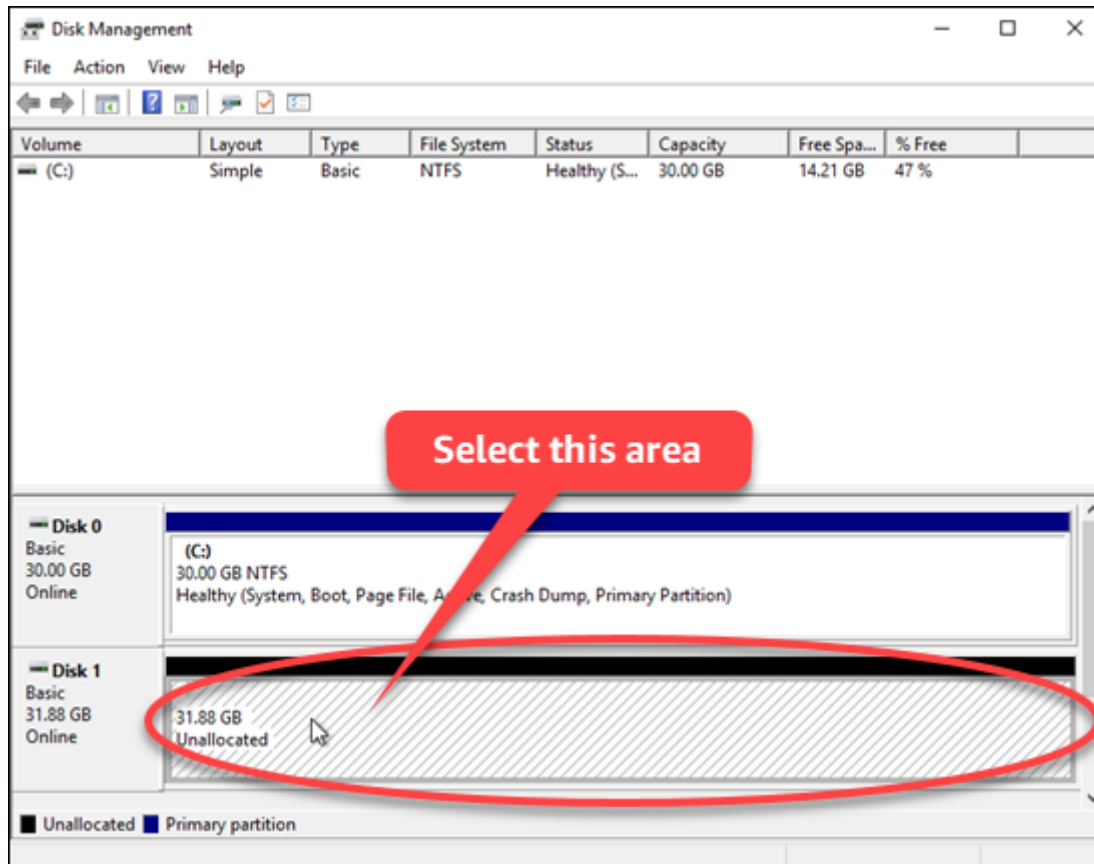 Disk Management
File Action View Help
Volume Layout Type File System Status Capacity Free Spa... % Free
(C:) Simple Basic NTFS Healthy (S... 30.00 GB 14.21 GB 47 %
Select this area
Disk 0
Basic
30.00 GB
Online
(C:)
30.00 GB NTFS
Healthy (System, Boot, Page File, Crash Dump, Primary Partition)
Disk 1
Basic
31.88 GB
Online
31.88 GB
Unallocated
Unallocated Primary partition